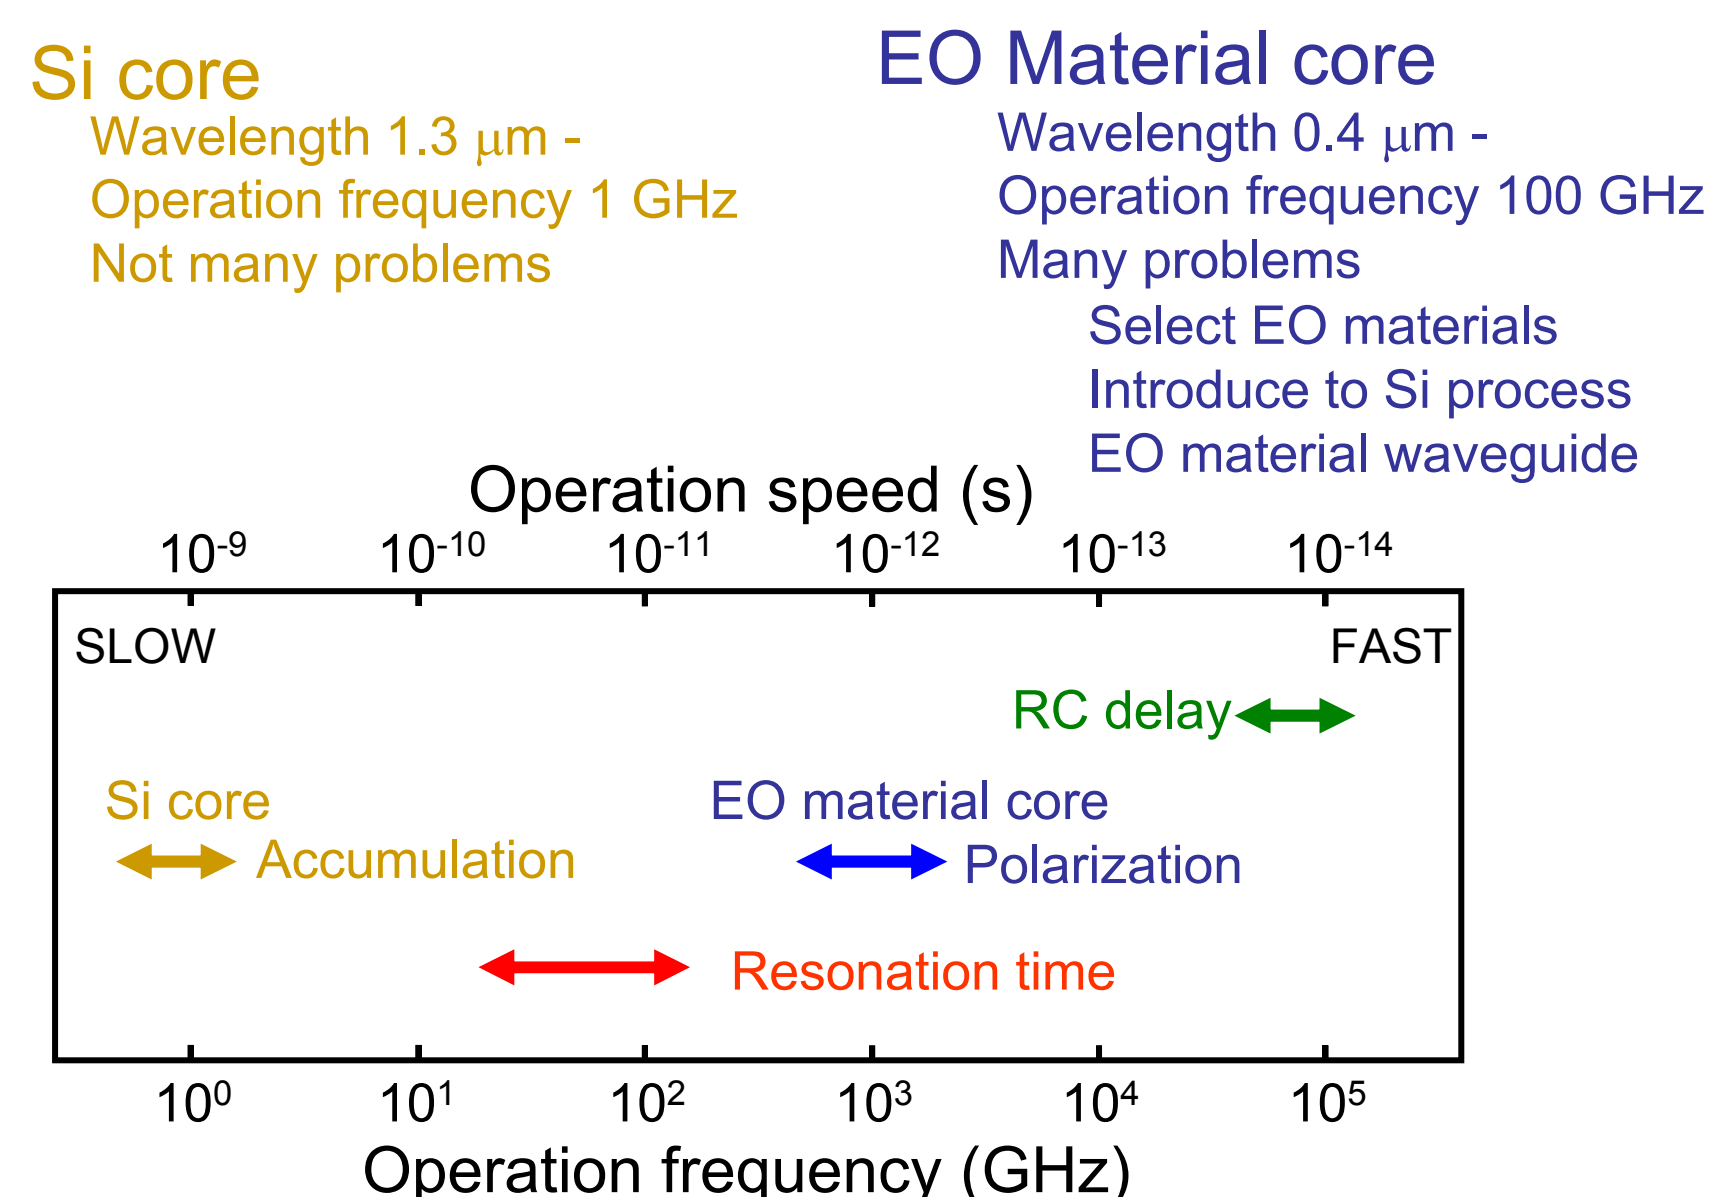 Si core
Wavelength 1.3 μm -
Operation frequency 1 GHz
Not many problems
EO Material core
Wavelength 0.4 μm -
Operation frequency 100 GHz
Many problems
Select EO materials
Introduce to Si process
EO material waveguide
Operation speed (s)
10⁻⁹ 10⁻¹⁰ 10⁻¹¹ 10⁻¹² 10⁻¹³ 10⁻¹⁴
SLOW FAST
RC delay
Si core EO material core
Accumulation Polarization
Resonation time
10⁰ 10¹ 10² 10³ 10⁴ 10⁵
Operation frequency (GHz)